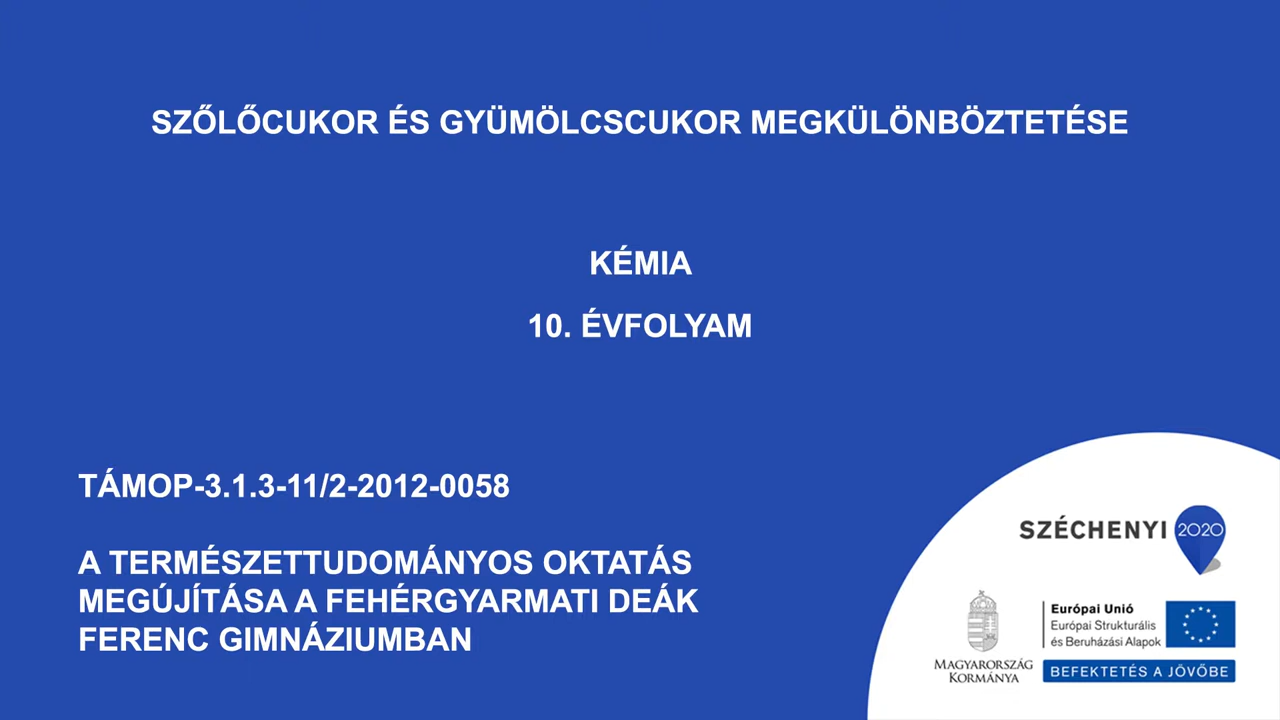 SZŐLŐCUKOR ÉS GYÜMÖLCSCUKOR MEGKÜLÖNBÖZTETÉSE
KÉMIA
10. ÉVFOLYAM
TÁMOP-3.1.3-11/2-2012-0058
A TERMÉSZETTUDOMÁNYOS OKTATÁS
MEGÚJÍTÁSA A FEHÉRGYARMATI DEÁK
FERENC GIMNÁZIUMBAN
SZÉCHENYI 2020
MAGYARORSZÁG
KORMÁNYA
Európai Unió
Európai Strukturális
és Beruházási Alapok
BEFEKTETÉS A JÖVŐBE